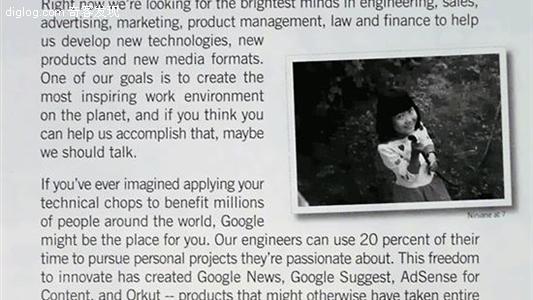 diglog.com 奇客发现
Right now we're looking for the brightest minds in engineering, sales,
advertising, marketing, product management, law and finance to help
us develop new technologies, new
products and new media formats.
One of our goals is to create the
most inspiring work environment
on the planet, and if you think you
can help us accomplish that, maybe
we should talk.
Nirvane at 7
If you've ever imagined applying your
technical chops to benefit millions
of people around the world, Google
might be the place for you. Our engineers can use 20 percent of their
time to pursue personal projects they're passionate about. This freedom
to innovate has created Google News, Google Suggest, AdSense for
Content, and Orkut -- products that might otherwise have taken entire